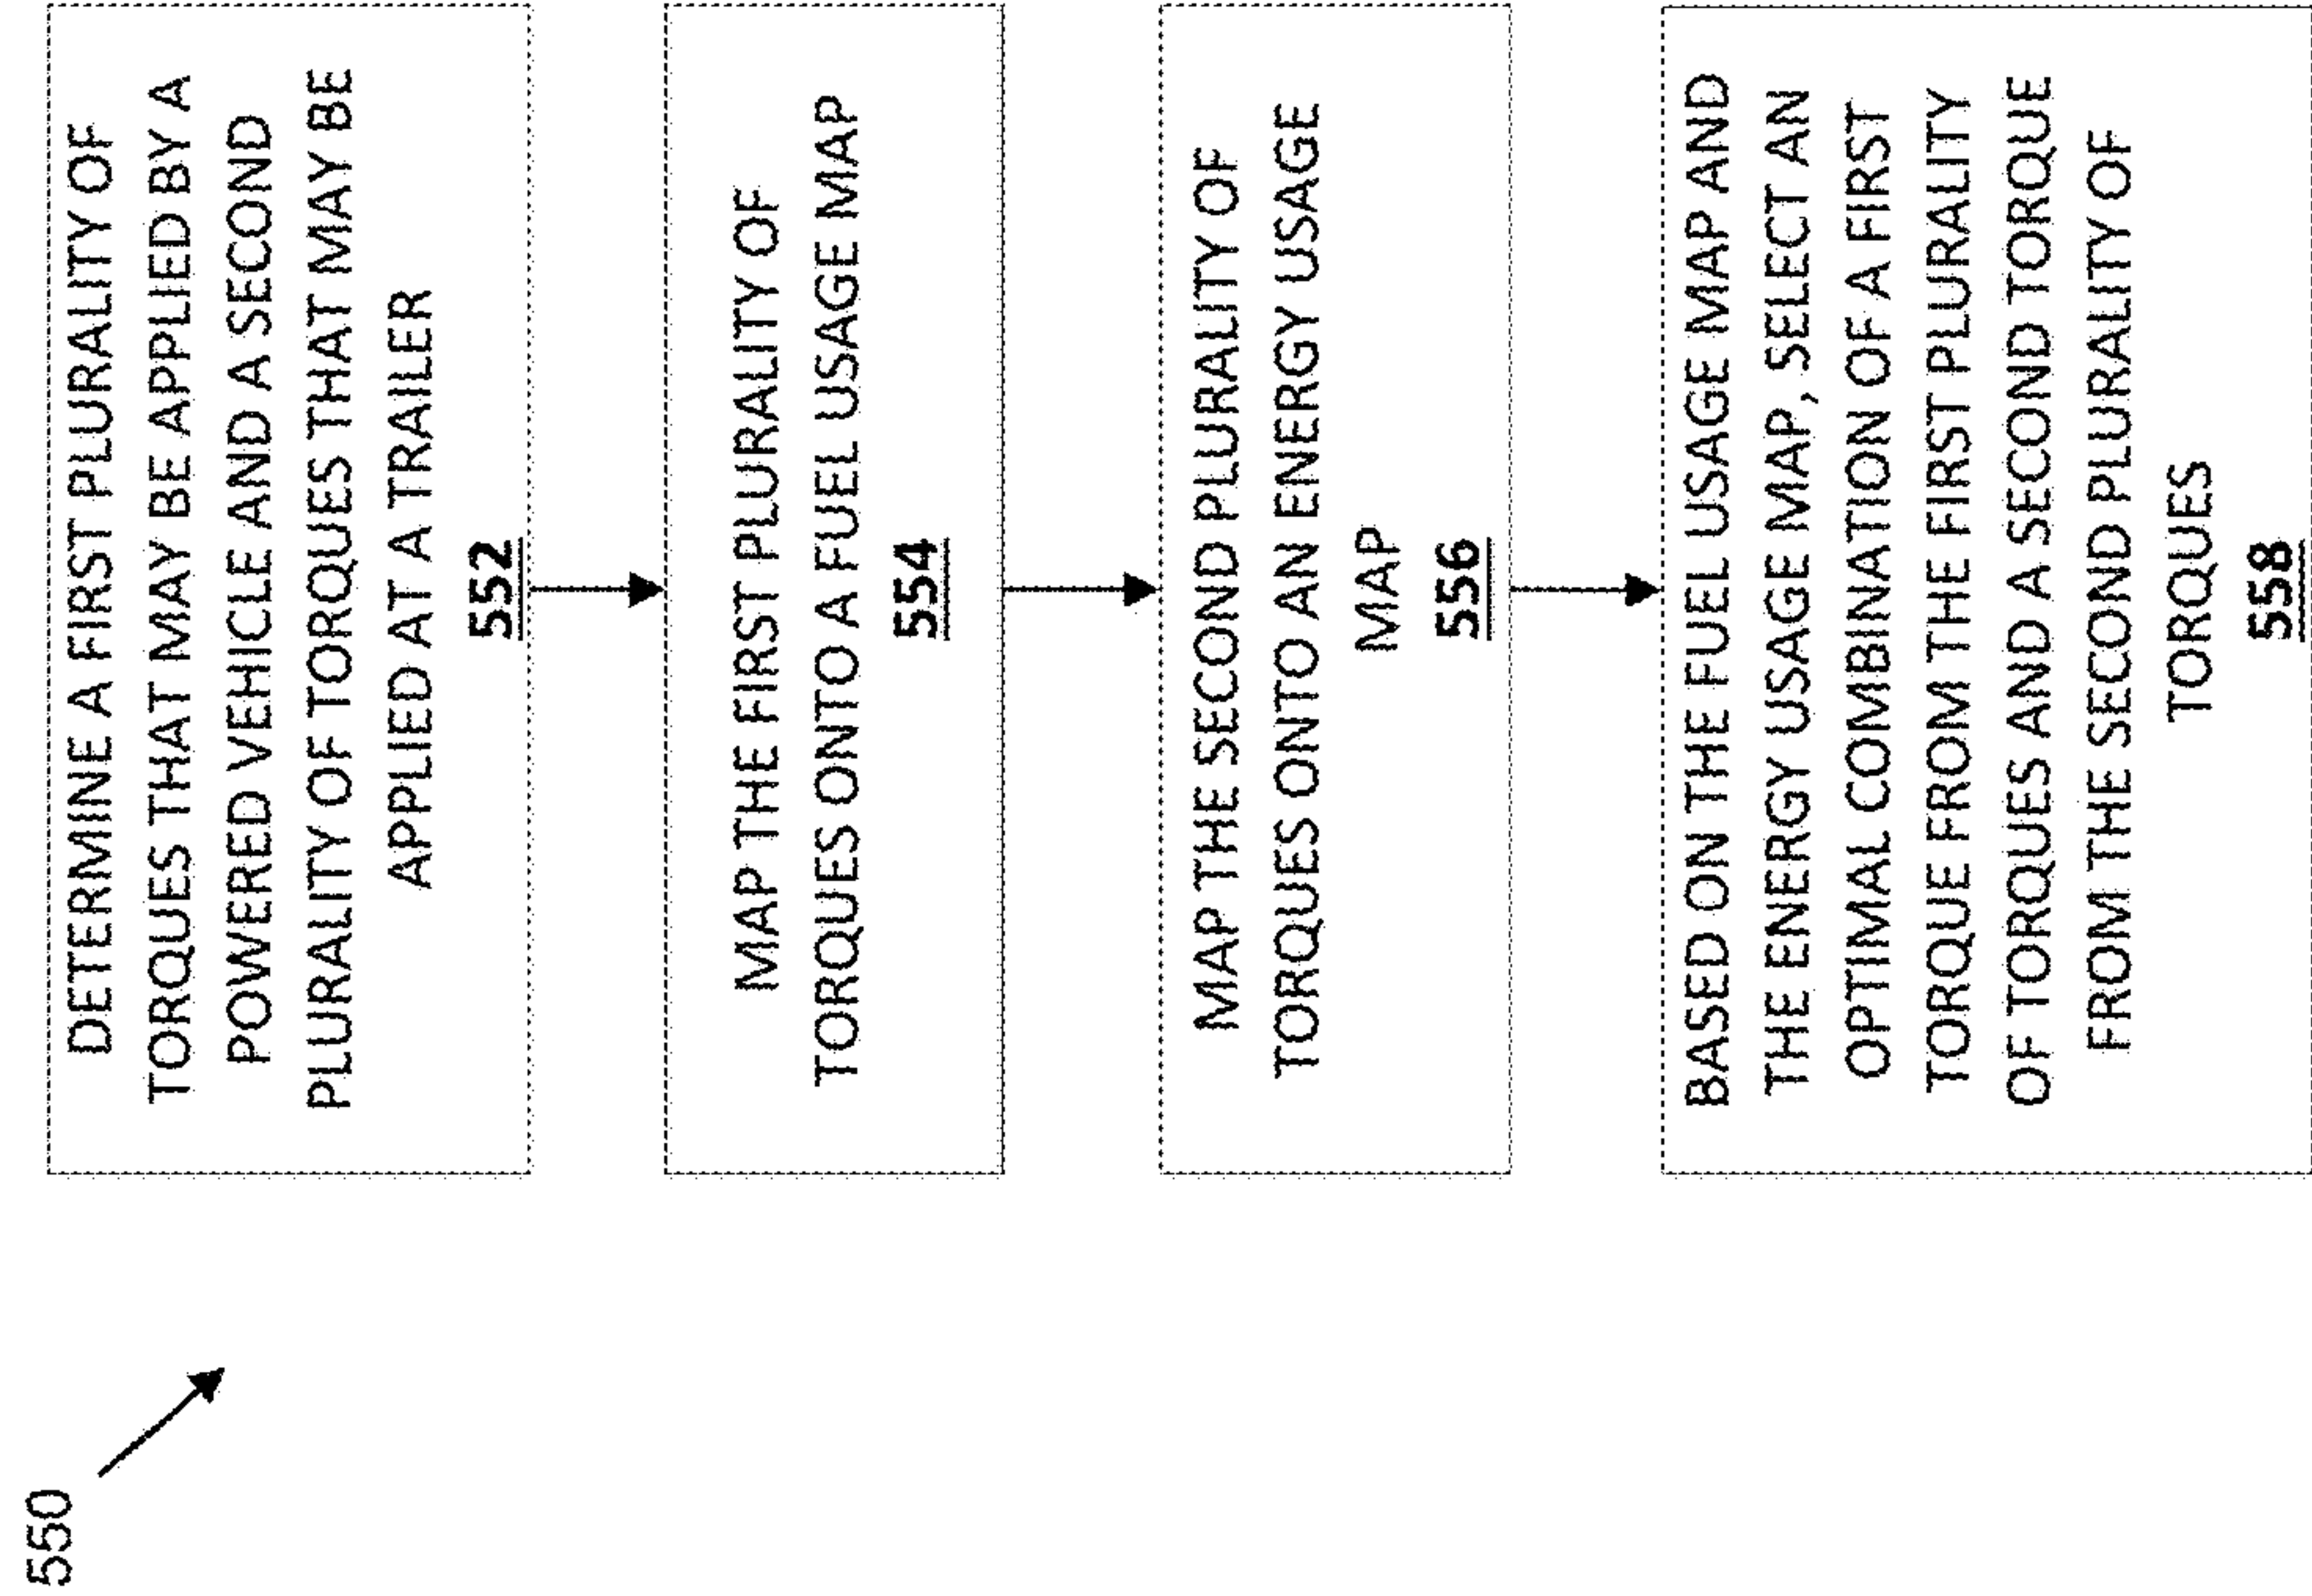 550
DETERMINE A FIRST PLURALITY OF
TORQUES THAT MAY BE APPLIED BY A
POWERED VEHICLE AND A SECOND
PLURALITY OF TORQUES THAT MAY BE
APPLIED AT A TRAILER
552
MAP THE FIRST PLURALITY OF
TORQUES ONTO A FUEL USAGE MAP
554
MAP THE SECOND PLURALITY OF
TORQUES ONTO AN ENERGY USAGE
MAP
556
BASED ON THE FUEL USAGE MAP AND
THE ENERGY USAGE MAP, SELECT AN
OPTIMAL COMBINATION OF A FIRST
TORQUE FROM THE FIRST PLURALITY
OF TORQUES AND A SECOND TORQUE
FROM THE SECOND PLURALITY OF
TORQUES
558